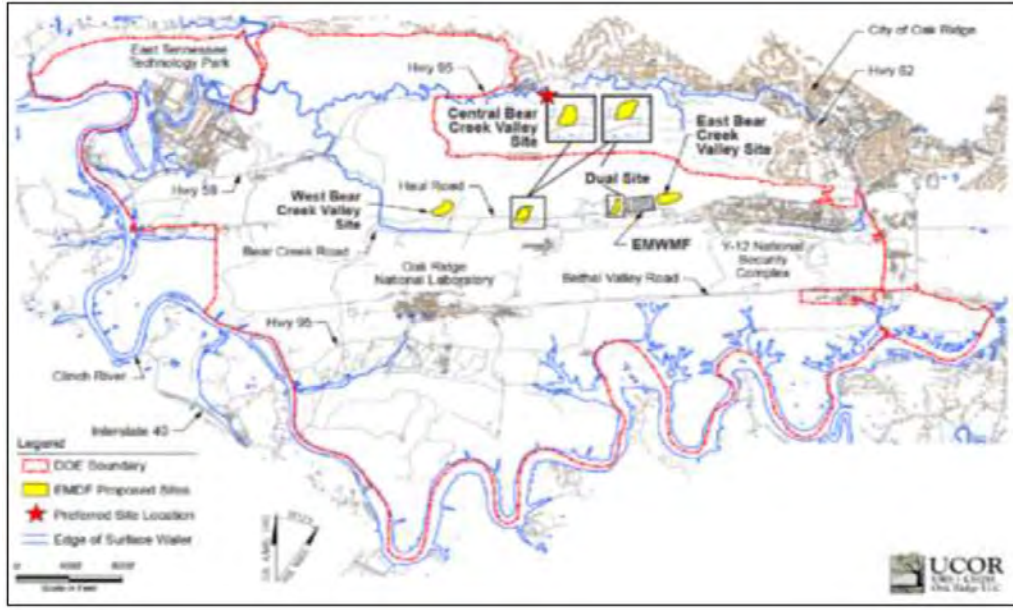 East Tennessee
Technology Park
Hwy 95
City of Oak Ridge
Hwy 62
Central Bear
Creek Valley
Site
East Bear
Creek
Valley Site
Dual Site
Hwy 58
West Bear
Creek Valley
Site
Haul Road
Bear Creek Road
EMWMF
Oak Ridge
National Laboratory
Y-12 National
Security
Complex
Bethel Valley Road
Hwy 95
Clinch River
Interstate 40
Legend
DOE Boundary
EMDF Proposed Sites
Preferred Site Location
Edge of Surface Water
Scale in Feet
UCOR